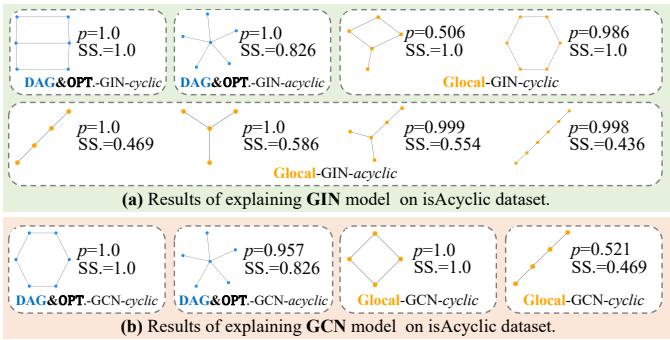 p=1.0
SS.=1.0
DAG&OPT.-GIN-cyclic
p=1.0
SS.=0.826
DAG&OPT.-GIN-acyclic
p=0.506
SS.=1.0
p=0.986
SS.=1.0
Glocal-GIN-cyclic
p=1.0
SS.=0.469
p=1.0
SS.=0.586
p=0.999
SS.=0.554
p=0.998
SS.=0.436
Glocal-GIN-acyclic
(a) Results of explaining GIN model on isAcyclic dataset.
p=1.0
SS.=1.0
DAG&OPT.-GCN-cyclic
p=0.957
SS.=0.826
DAG&OPT.-GCN-acyclic
p=1.0
SS.=1.0
Glocal-GCN-cyclic
p=0.521
SS.=0.469
Glocal-GCN-cyclic
(b) Results of explaining GCN model on isAcyclic dataset.